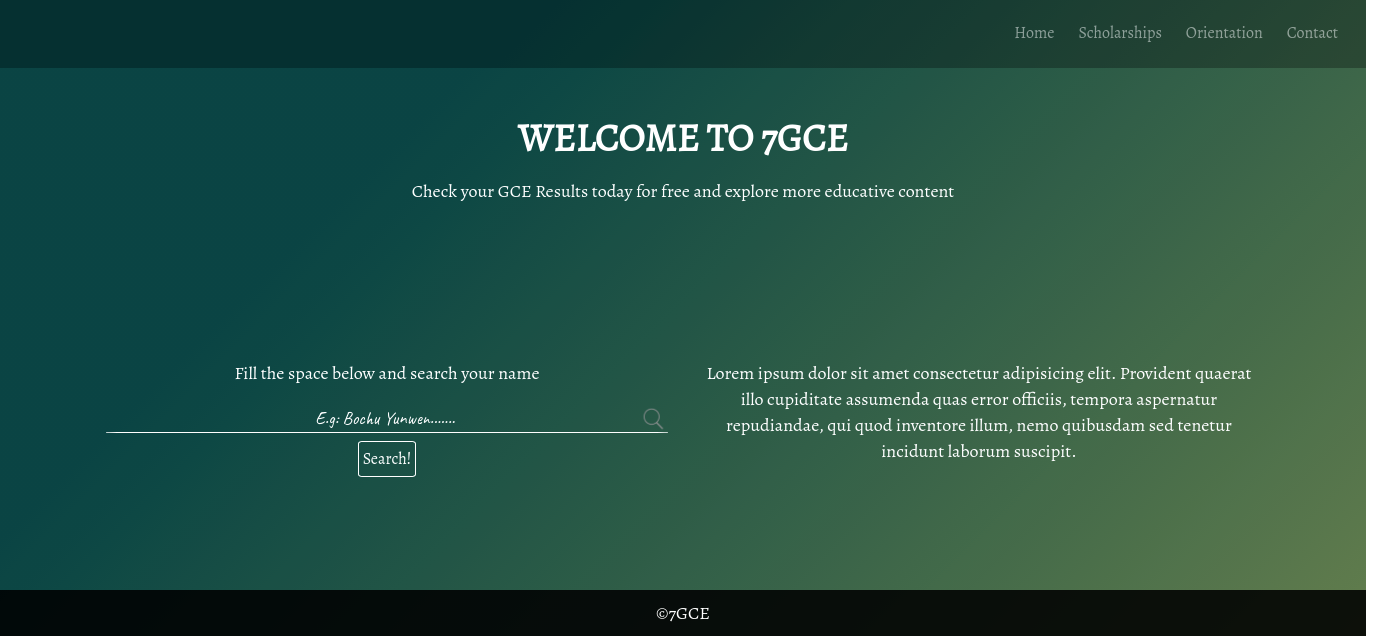 Home Scholarships Orientation Contact
WELCOME TO 7GCE
Check your GCE Results today for free and explore more educative content
Fill the space below and search your name
E.g: Bochu Yunwen.......
Search!
Lorem ipsum dolor sit amet consectetur adipisicing elit. Provident quaerat
illo cupiditate assumenda quas error officiis, tempora aspernatur
repudiandae, qui quod inventore illum, nemo quibusdam sed tenetur
incidunt laborum suscipit.
©7GCE